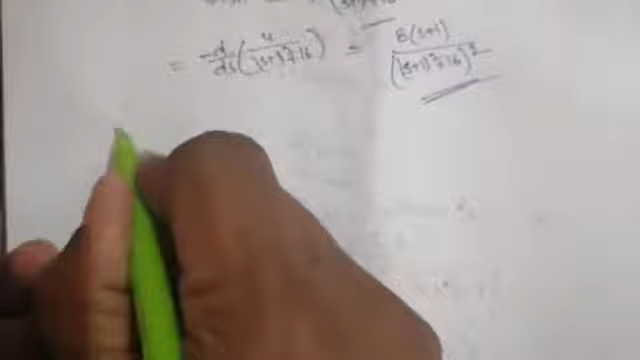 = -d/ds (4/((s+1)²+16)) = 8(s+1)/((s+1)²+16)²